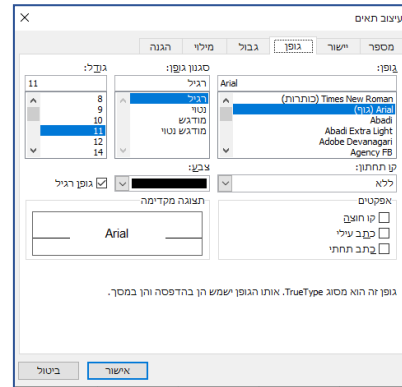 עיצוב תאים
מספר יישור גופן גבול מילוי הגנה
גופן: סגנון גופן: גודל:
Arial רגיל 11
Times New Roman (כותרות) רגיל 8
Arial (גוף) נטוי 9
Abadi מודגש 10
Abadi Extra Light מודגש נטוי 11
Adobe Devanagari 12
Agency FB 14
קו תחתון: צבע:
ללא גופן רגיל
אפקטים תצוגה מקדימה
קו חוצה
כתב עילי
כתב תחתי
Arial
גופן זה הוא מסוג TrueType. אותו הגופן ישמש הן בהדפסה והן במסך.
אישור ביטול